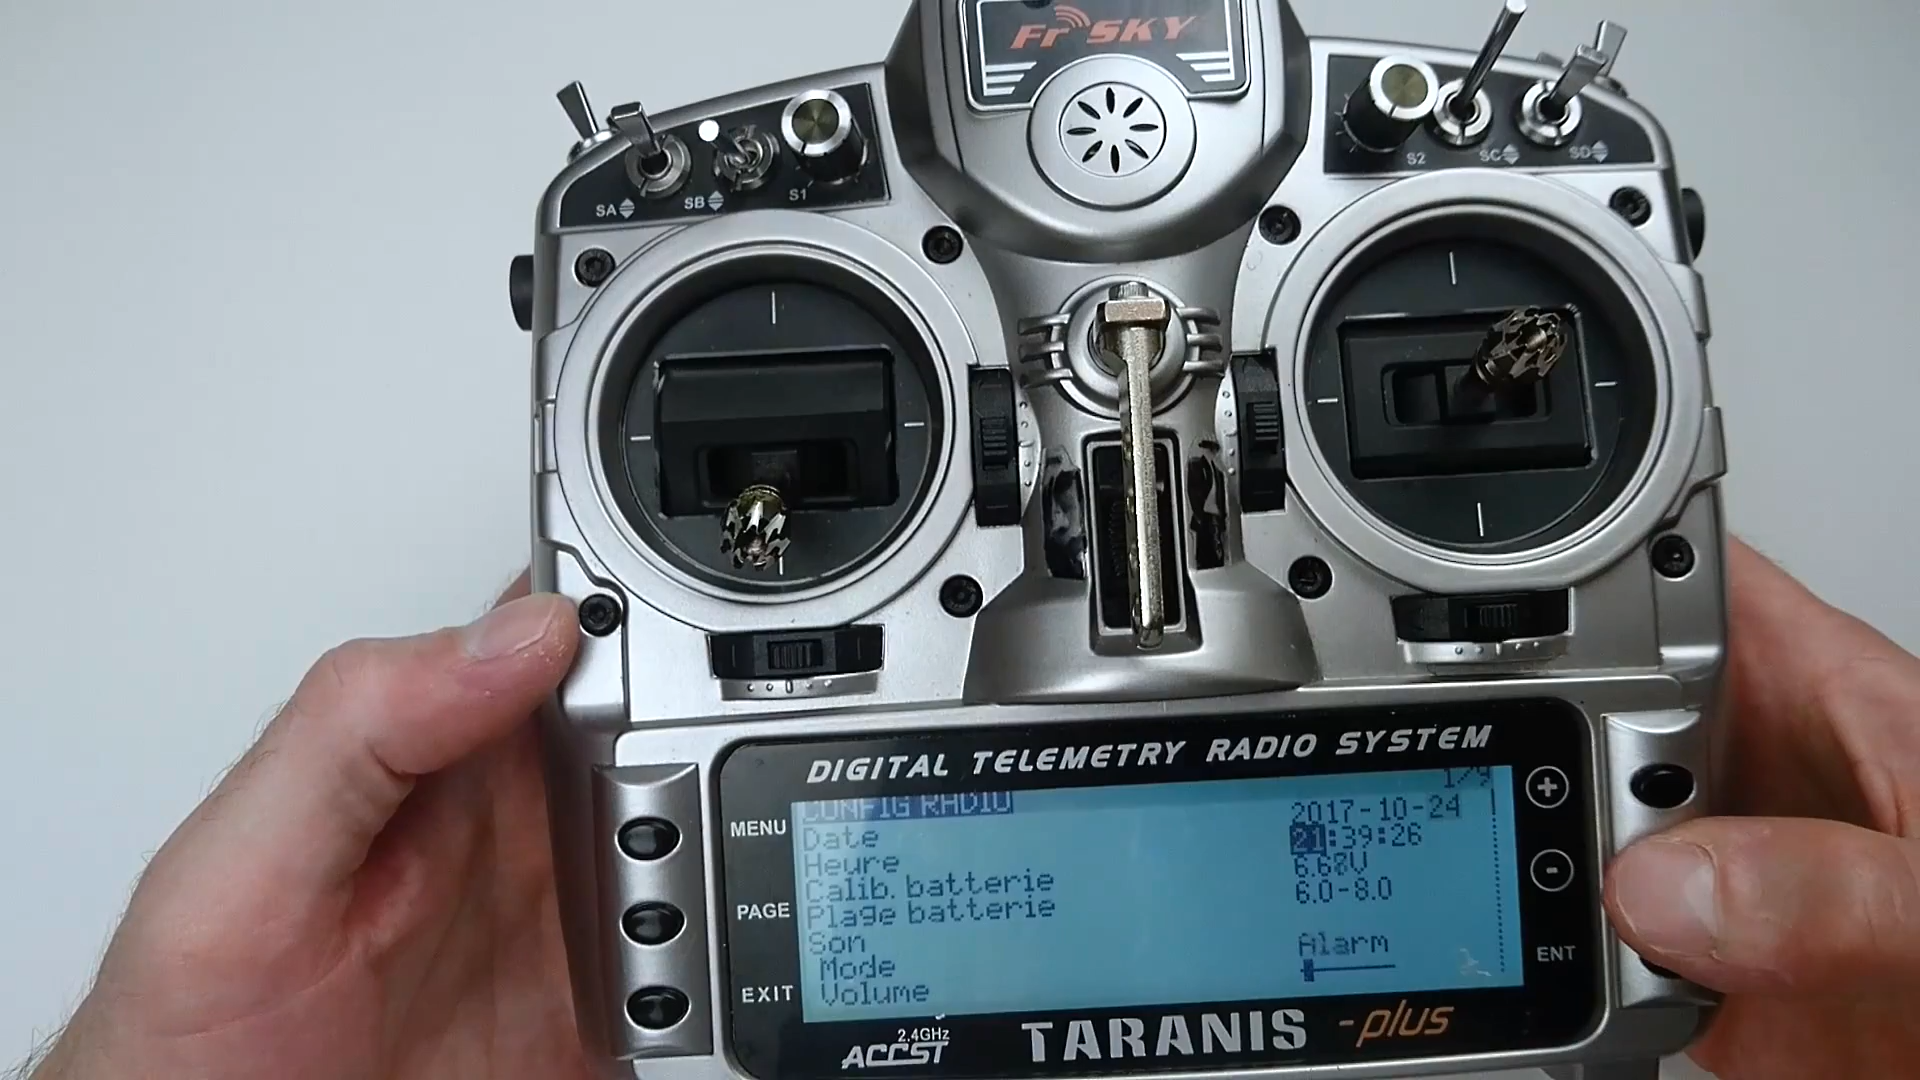 FrSKY
S2 SC SD
SA SB S1
DIGITAL TELEMETRY RADIO SYSTEM
CONFIG RADIO 1/9
Date 2017-10-24
Heure 21:39:26
Calib. batterie 6.68V
Plage batterie 6.0-8.0
Son
Mode Alarm
Volume
MENU
PAGE
EXIT
+
-
ENT
2.4GHz
ACCST
TARANIS -plus